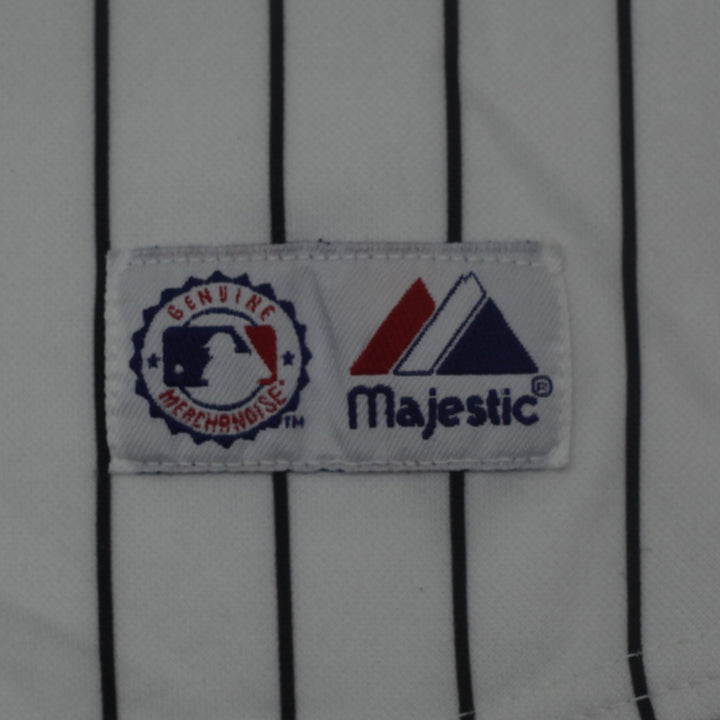 GENUINE
MERCHANDISE.
TM
Majestic®